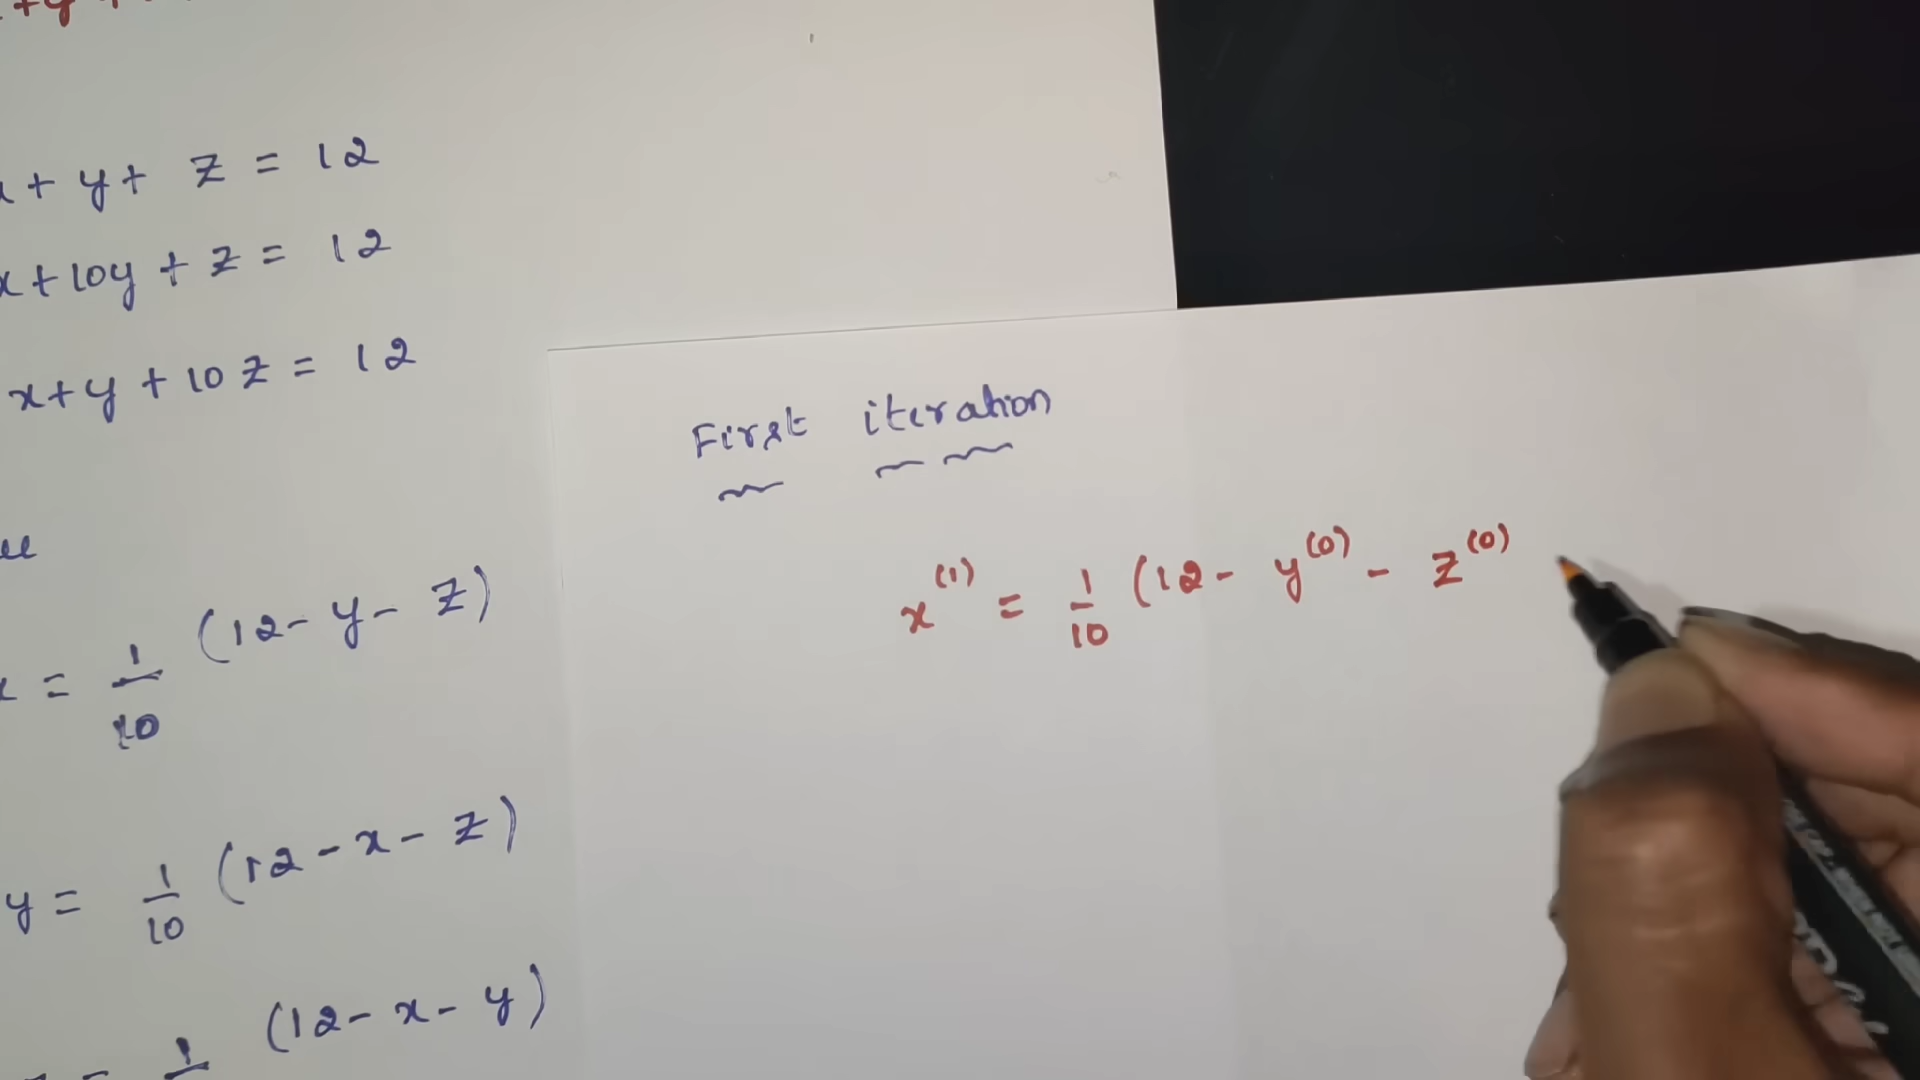 +y
+ y + z = 12
x + 10y + z = 12
x + y + 10z = 12
First iteration
x^(1) = 1/10 (12 - y^(0) - z^(0)
= 1/10 (12 - y - z)
y = 1/10 (12 - x - z)
= 1 (12 - x - y)